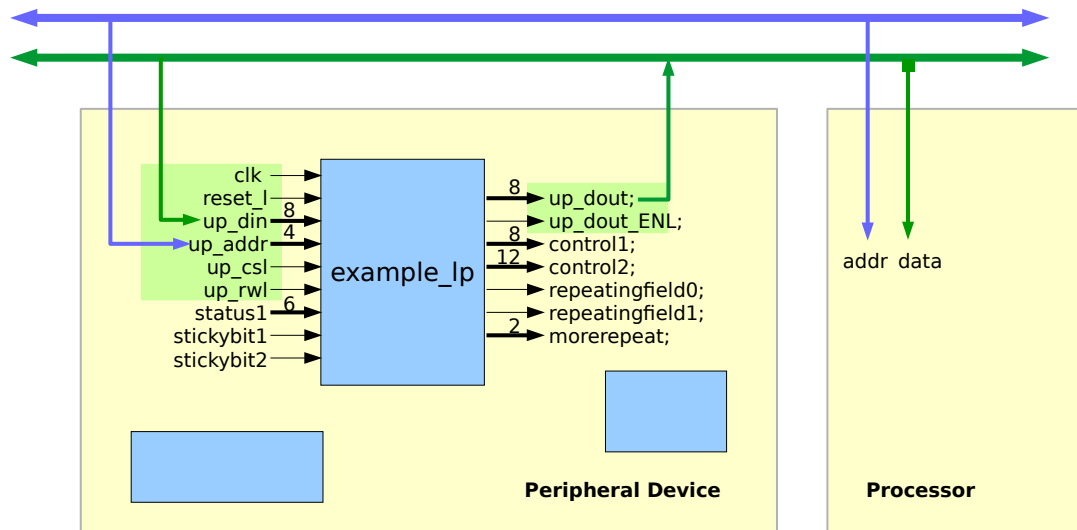 clk
reset_l
up_din 8
up_addr 4
up_csl
up_rwl
status1 6
stickybit1
stickybit2
example_lp
8 up_dout;
up_dout_ENL;
8 control1;
12 control2;
repeatingfield0;
repeatingfield1;
2 morerepeat;
Peripheral Device
addr data
Processor